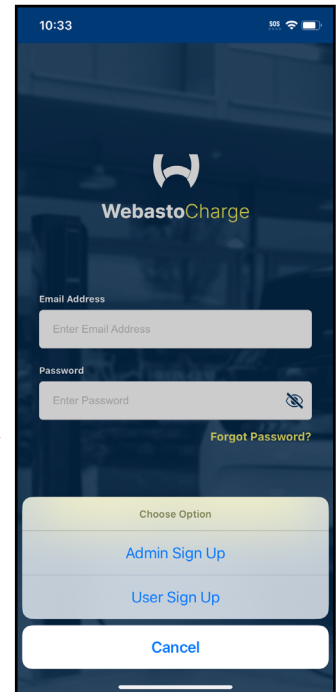 10:33
SOS
WebastoCharge
Email Address
Enter Email Address
Password
Enter Password
Forgot Password?
Choose Option
Admin Sign Up
User Sign Up
Cancel